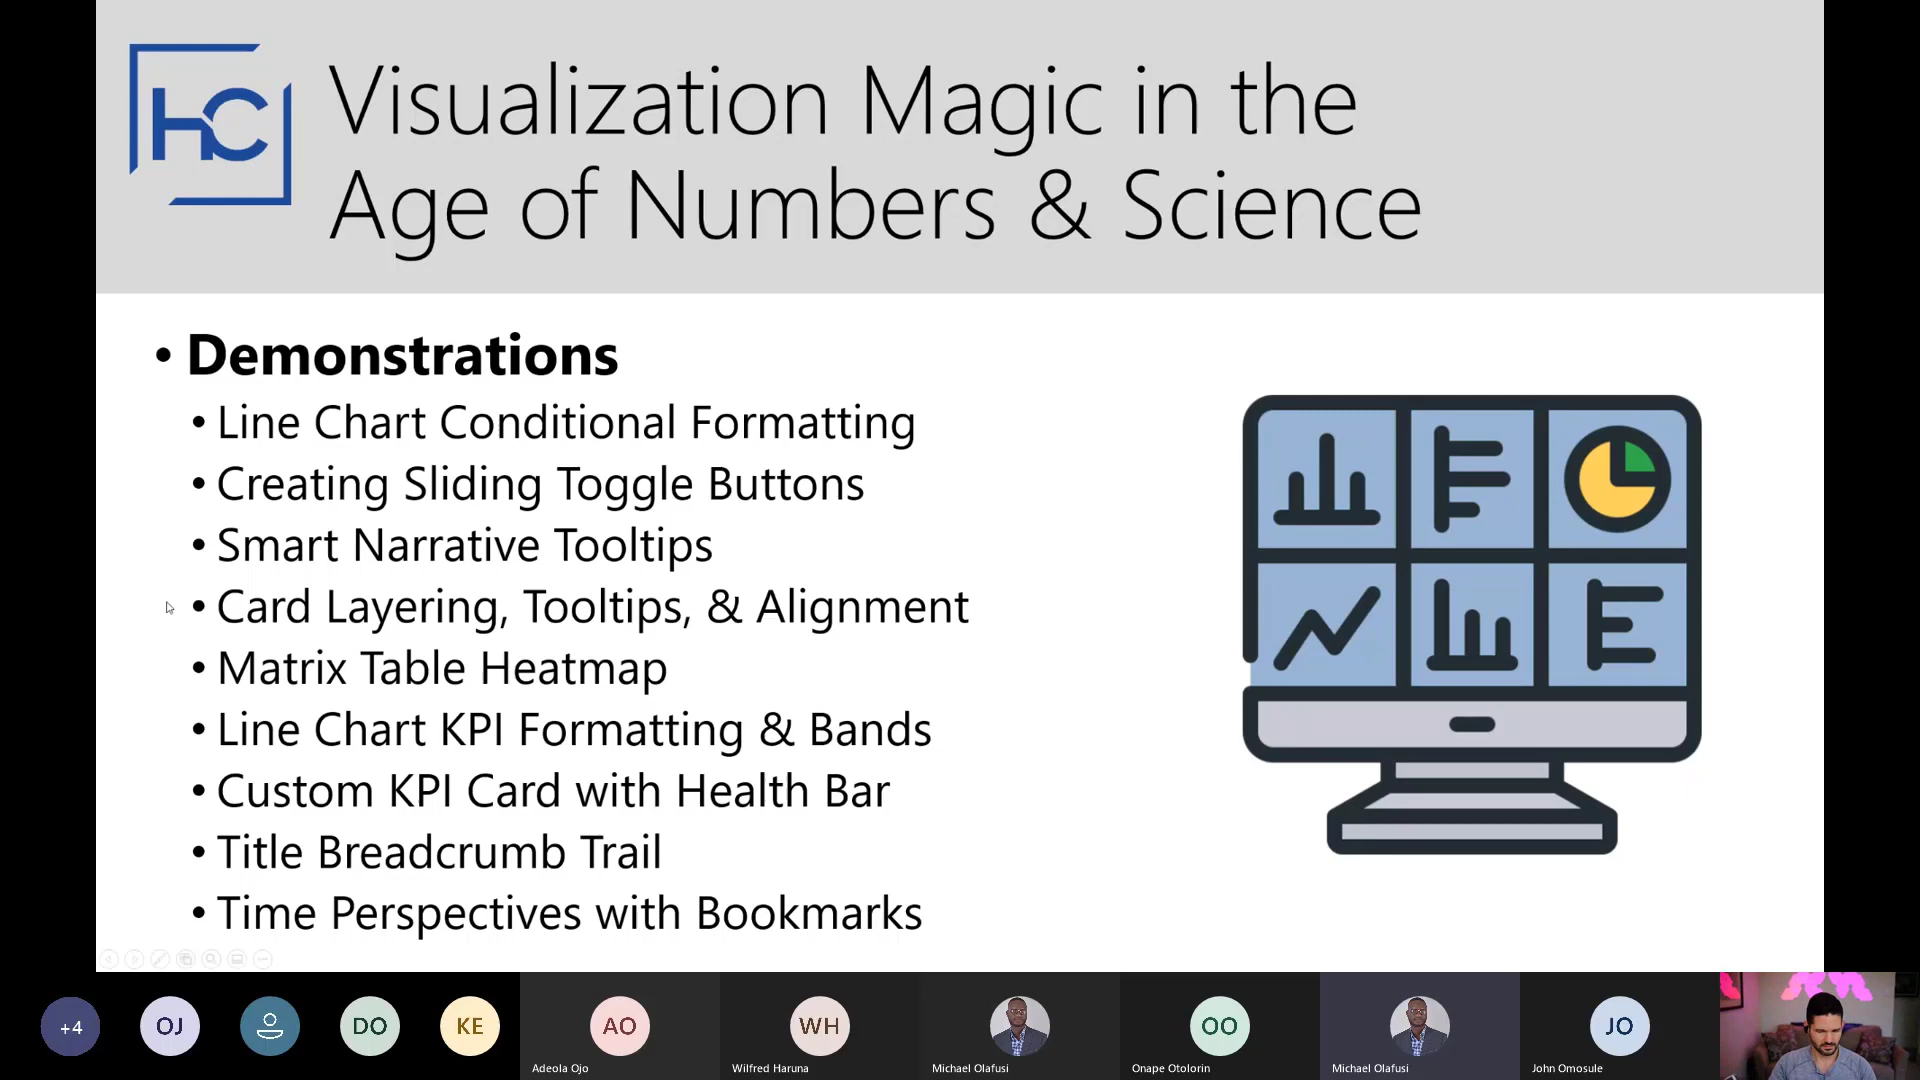 HC
Visualization Magic in the
Age of Numbers & Science
• Demonstrations
• Line Chart Conditional Formatting
• Creating Sliding Toggle Buttons
• Smart Narrative Tooltips
• Card Layering, Tooltips, & Alignment
• Matrix Table Heatmap
• Line Chart KPI Formatting & Bands
• Custom KPI Card with Health Bar
• Title Breadcrumb Trail
• Time Perspectives with Bookmarks
+4
OJ
DO
KE
AO
WH
OO
JO
Adeola Ojo
Wilfred Haruna
Michael Olafusi
Onape Otolorin
Michael Olafusi
John Omosule